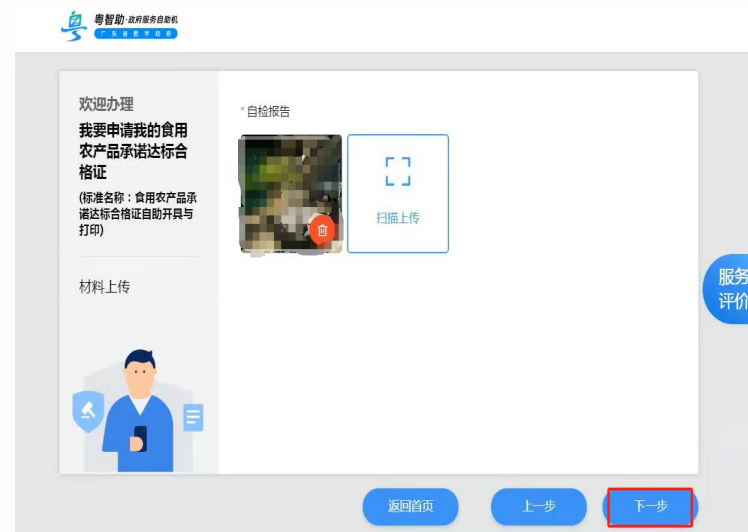 粤智助·政府服务自助机
广东省数字政府
欢迎办理
我要申请我的食用
农产品承诺达标合
格证
(标准名称：食用农产品承
诺达标合格证自助开具与
打印)
材料上传
*自检报告
扫描上传
服务
评价
返回首页
上一步
下一步